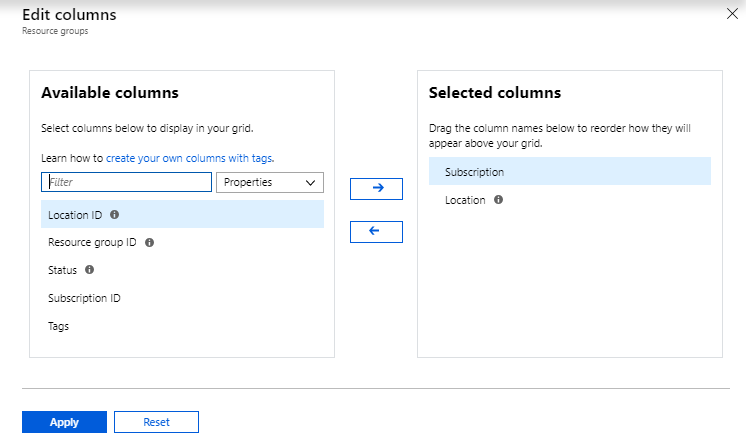 Edit columns
Resource groups
Available columns
Select columns below to display in your grid.
Learn how to create your own columns with tags.
Filter
Properties
Location ID
Resource group ID
Status
Subscription ID
Tags
Selected columns
Drag the column names below to reorder how they will
appear above your grid.
Subscription
Location
Apply
Reset